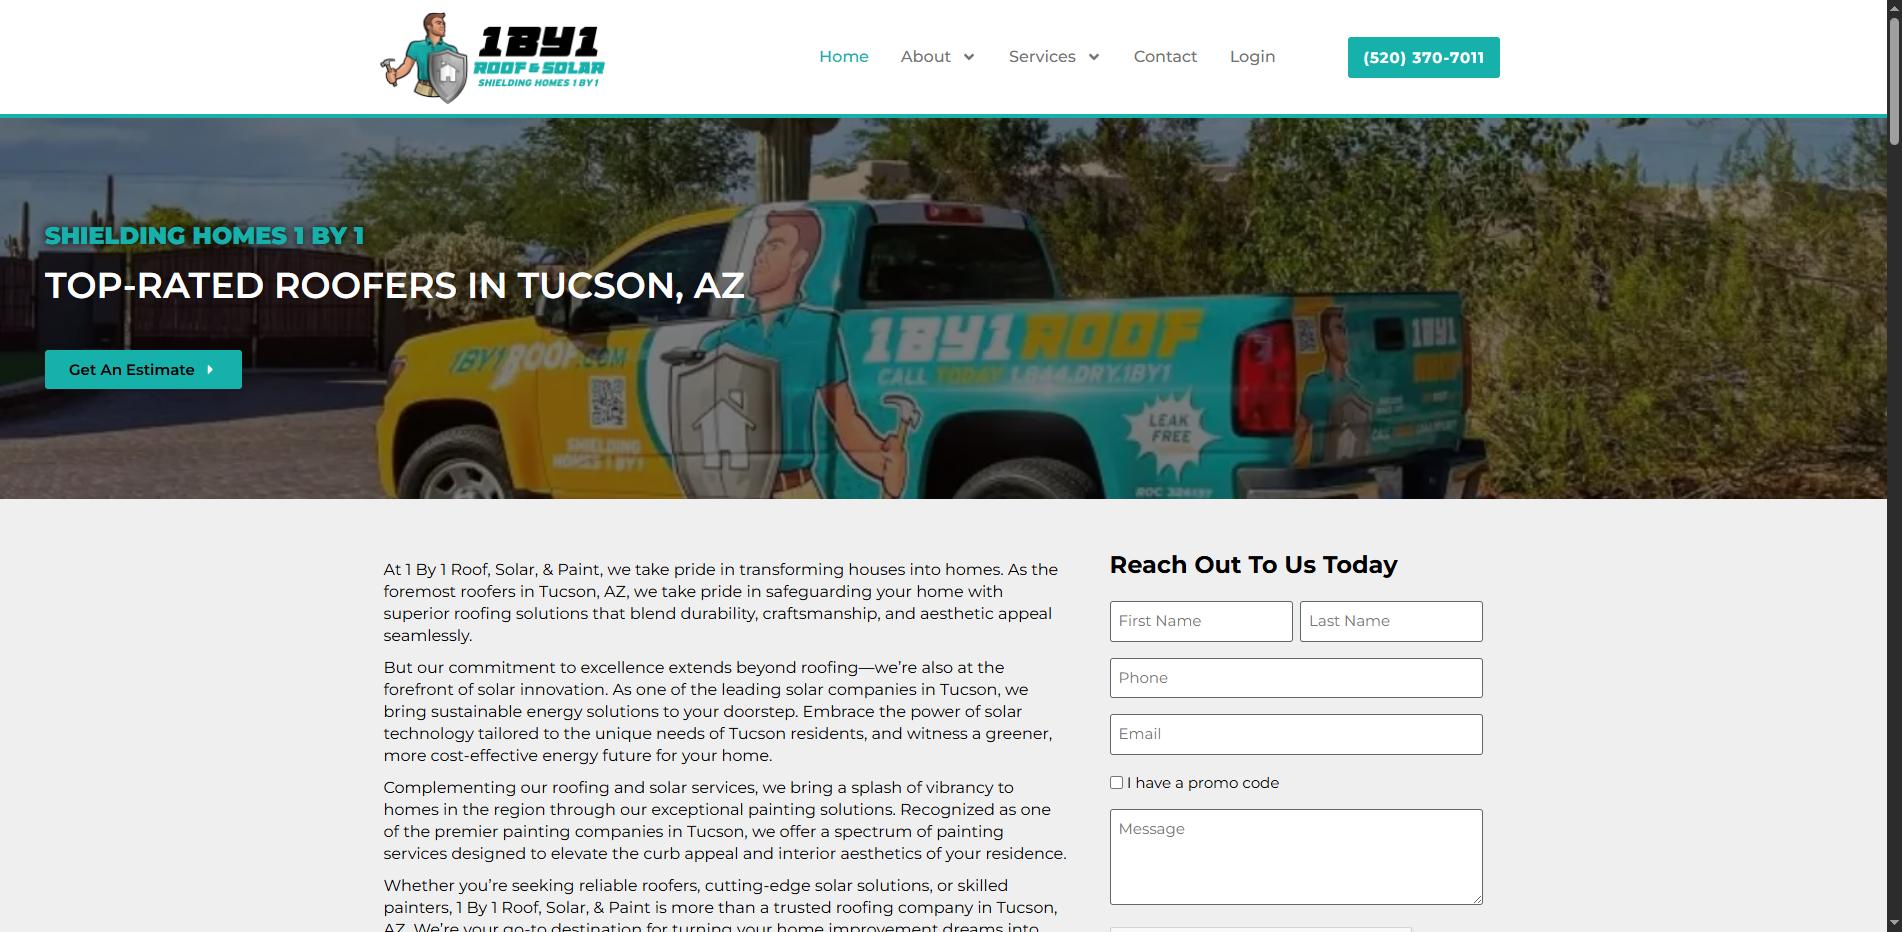 1BY1
ROOF & SOLAR
SHIELDING HOMES 1 BY 1
Home
About
Services
Contact
Login
(520) 370-7011
SHIELDING HOMES 1 BY 1
TOP-RATED ROOFERS IN TUCSON, AZ
Get An Estimate
1BY1ROOF.COM
SHIELDING
HOMES 1 BY 1
1BY1 ROOF
CALL TODAY 1.844.DRY.1BY1
LEAK
FREE
1BY1
ROOF
At 1 By 1 Roof, Solar, & Paint, we take pride in transforming houses into homes. As the
foremost roofers in Tucson, AZ, we take pride in safeguarding your home with
superior roofing solutions that blend durability, craftsmanship, and aesthetic appeal
seamlessly.
But our commitment to excellence extends beyond roofing—we’re also at the
forefront of solar innovation. As one of the leading solar companies in Tucson, we
bring sustainable energy solutions to your doorstep. Embrace the power of solar
technology tailored to the unique needs of Tucson residents, and witness a greener,
more cost-effective energy future for your home.
Complementing our roofing and solar services, we bring a splash of vibrancy to
homes in the region through our exceptional painting solutions. Recognized as one
of the premier painting companies in Tucson, we offer a spectrum of painting
services designed to elevate the curb appeal and interior aesthetics of your residence.
Whether you’re seeking reliable roofers, cutting-edge solar solutions, or skilled
painters, 1 By 1 Roof, Solar, & Paint is more than a trusted roofing company in Tucson,
AZ. We’re your go-to destination for turning your home improvement dreams into
Reach Out To Us Today
First Name
Last Name
Phone
Email
I have a promo code
Message